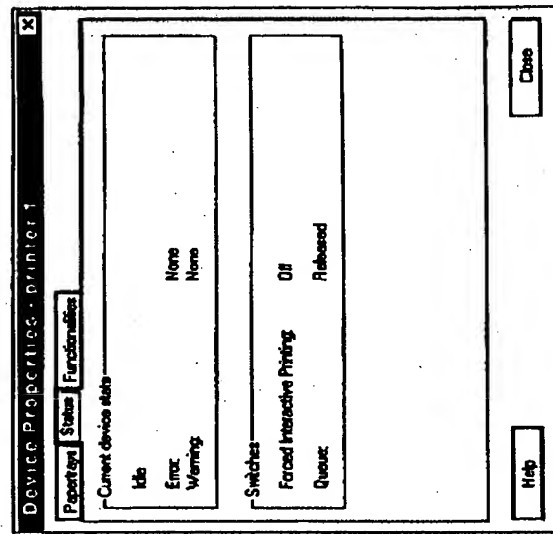 Device Properties - printer 1
Papertrays Status Functionalities
Current device state
Idle
Error: None
Warning: None
Switches
Forced Interactive Printing: Off
Queue: Released
Help Close